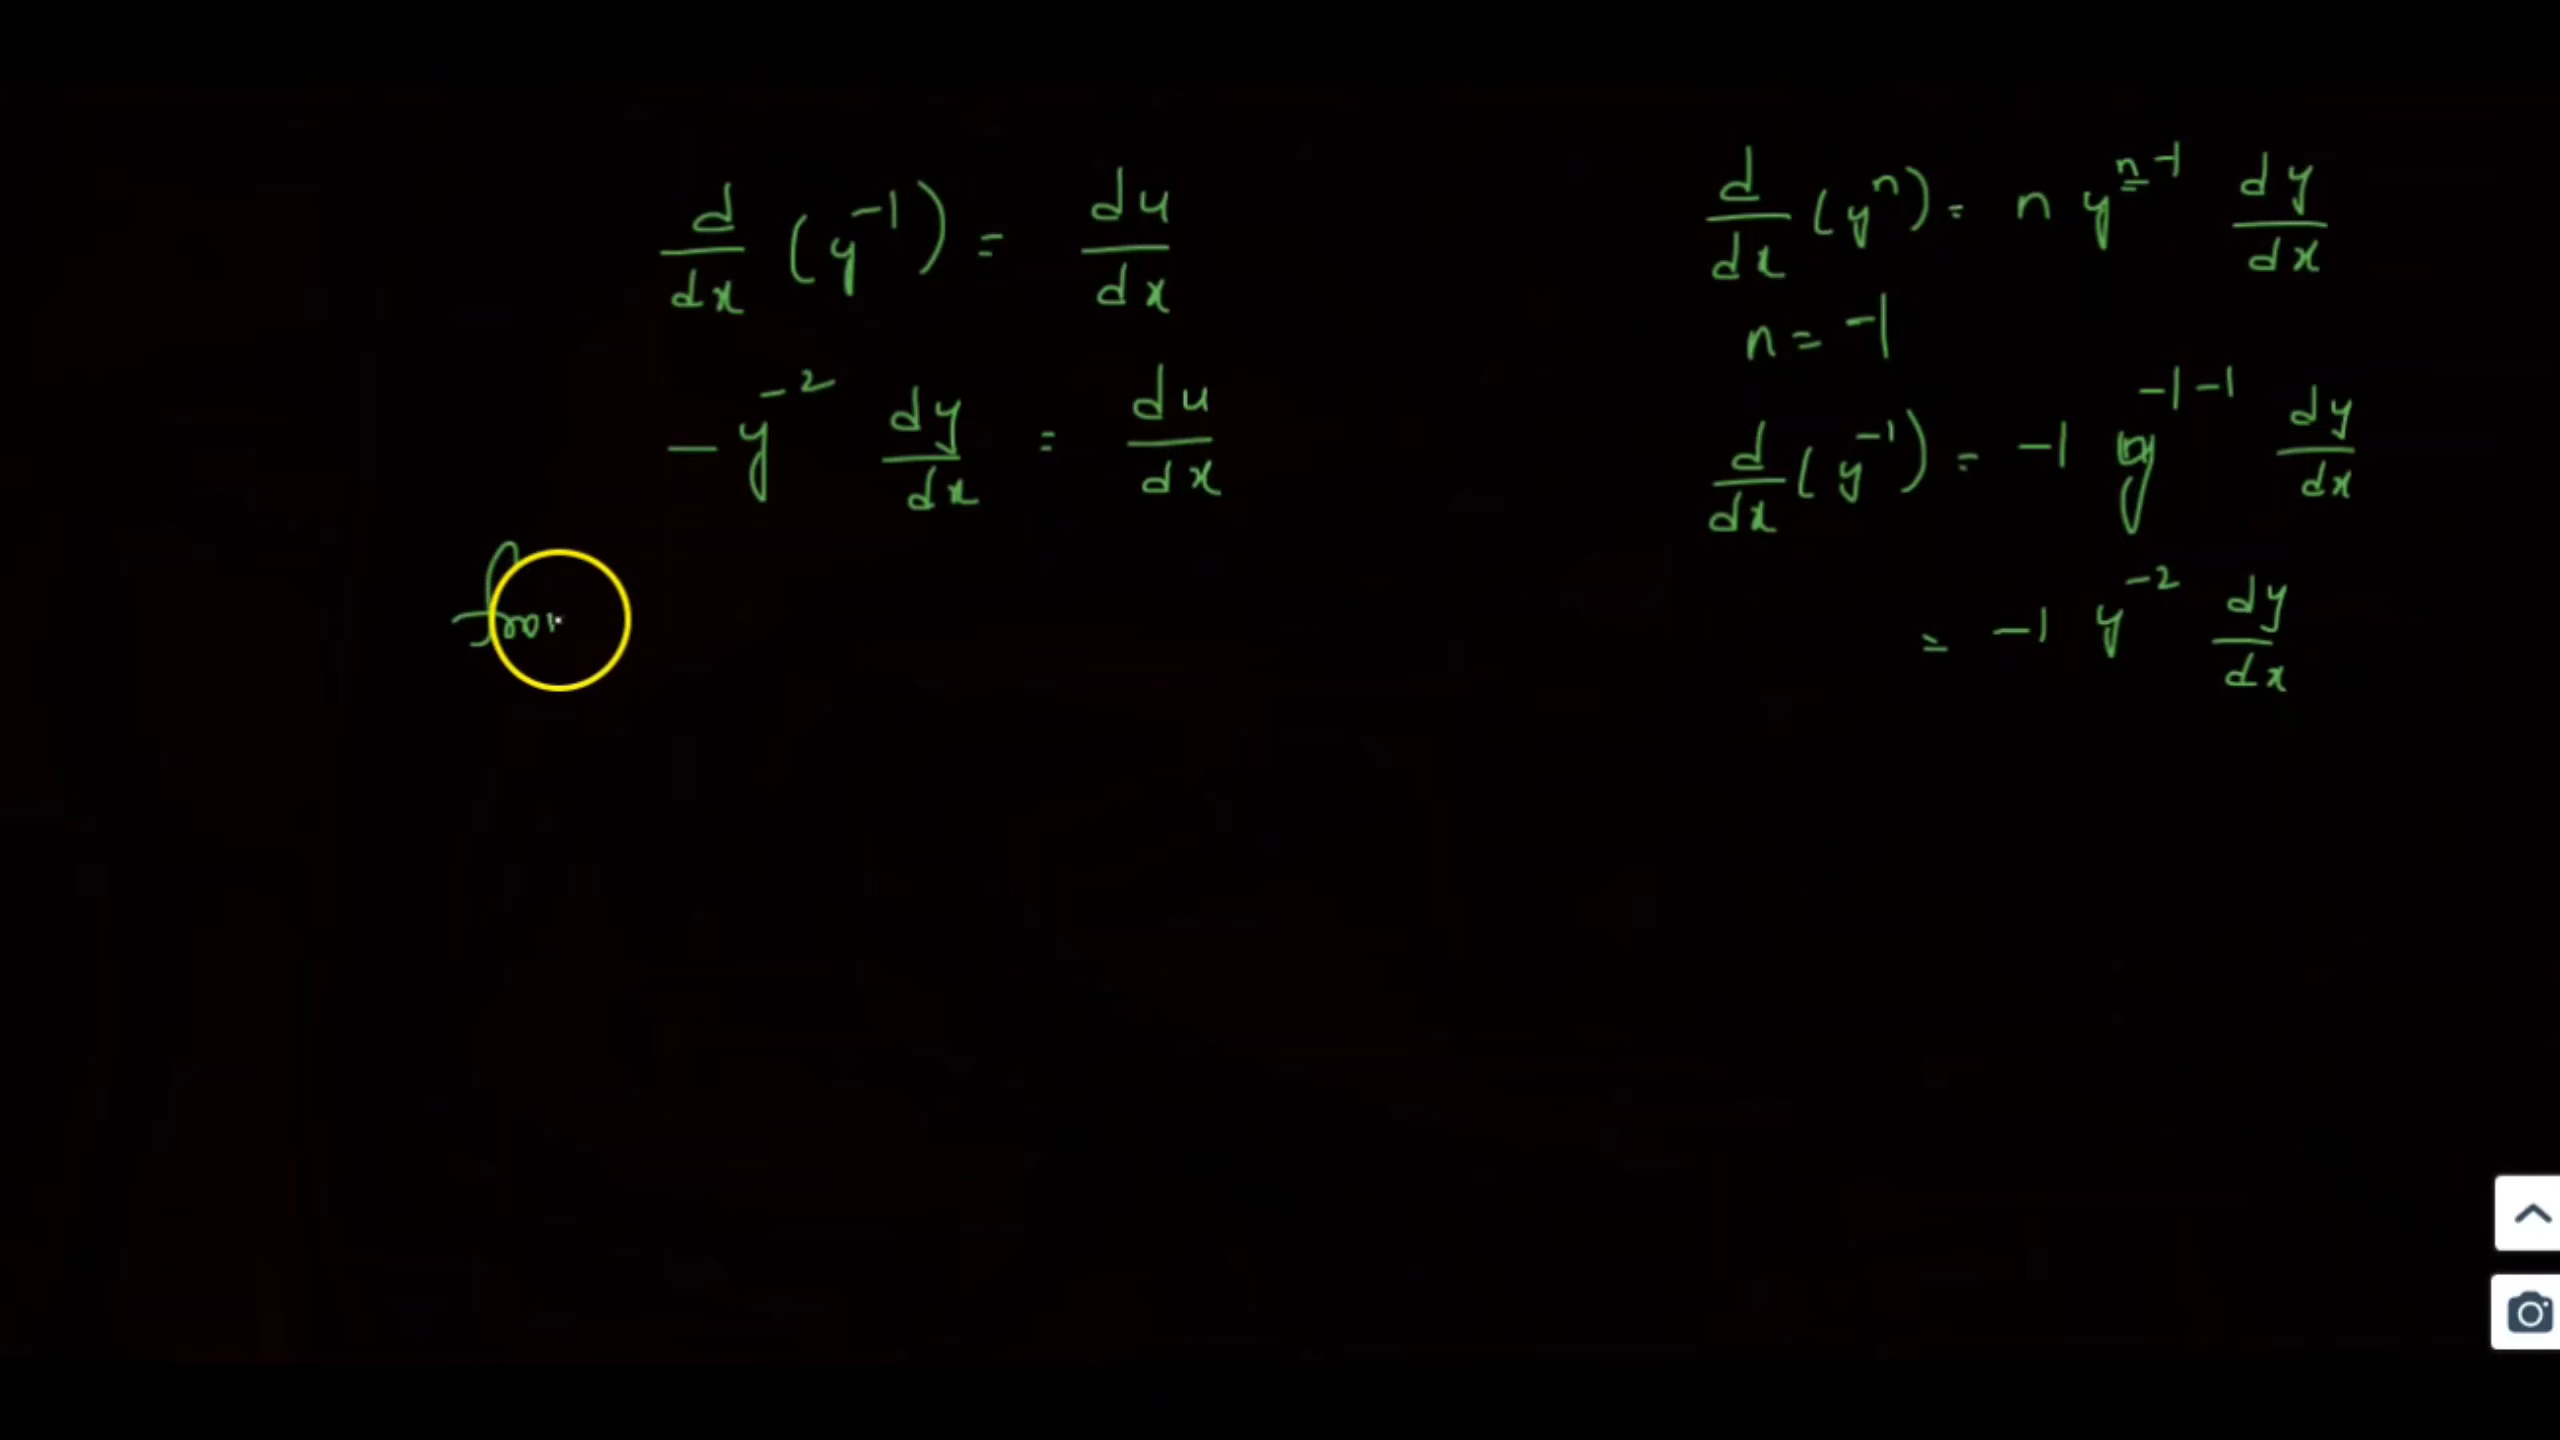 d/dx (y^-1) = du/dx
-y^-2 dy/dx = du/dx
d/dx (y^n) = n y^n-1 dy/dx
n = -1
d/dx (y^-1) = -1 y^-1-1 dy/dx
= -1 y^-2 dy/dx